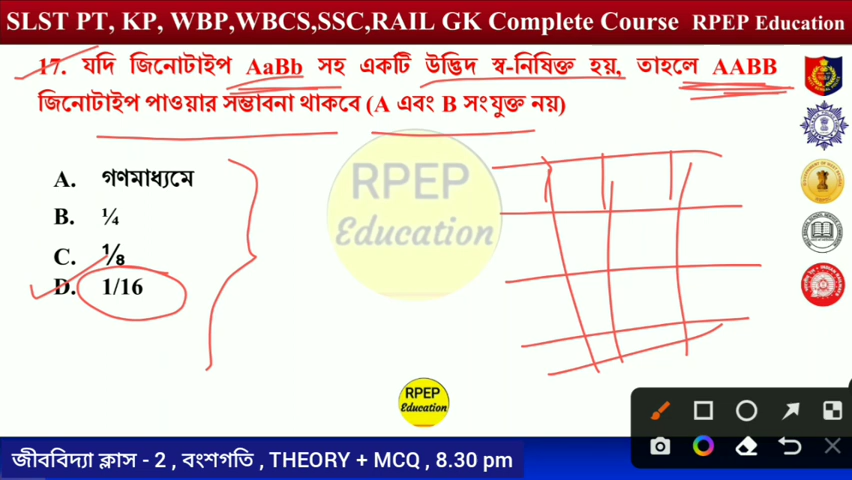 SLST PT, KP, WBP,WBCS,SSC,RAIL GK Complete Course RPEP Education
17. যদি জিনোটাইপ AaBb সহ একটি উদ্ভিদ স্ব-নিষিক্ত হয়, তাহলে AABB
জিনোটাইপ পাওয়ার সম্ভাবনা থাকবে (A এবং B সংযুক্ত নয়)
A. গণমাধ্যমে
B. ¼
C. ⅛
D. 1/16
RPEP
Education
RPEP
Education
জীববিদ্যা ক্লাস - 2 , বংশগতি , THEORY + MCQ , 8.30 pm